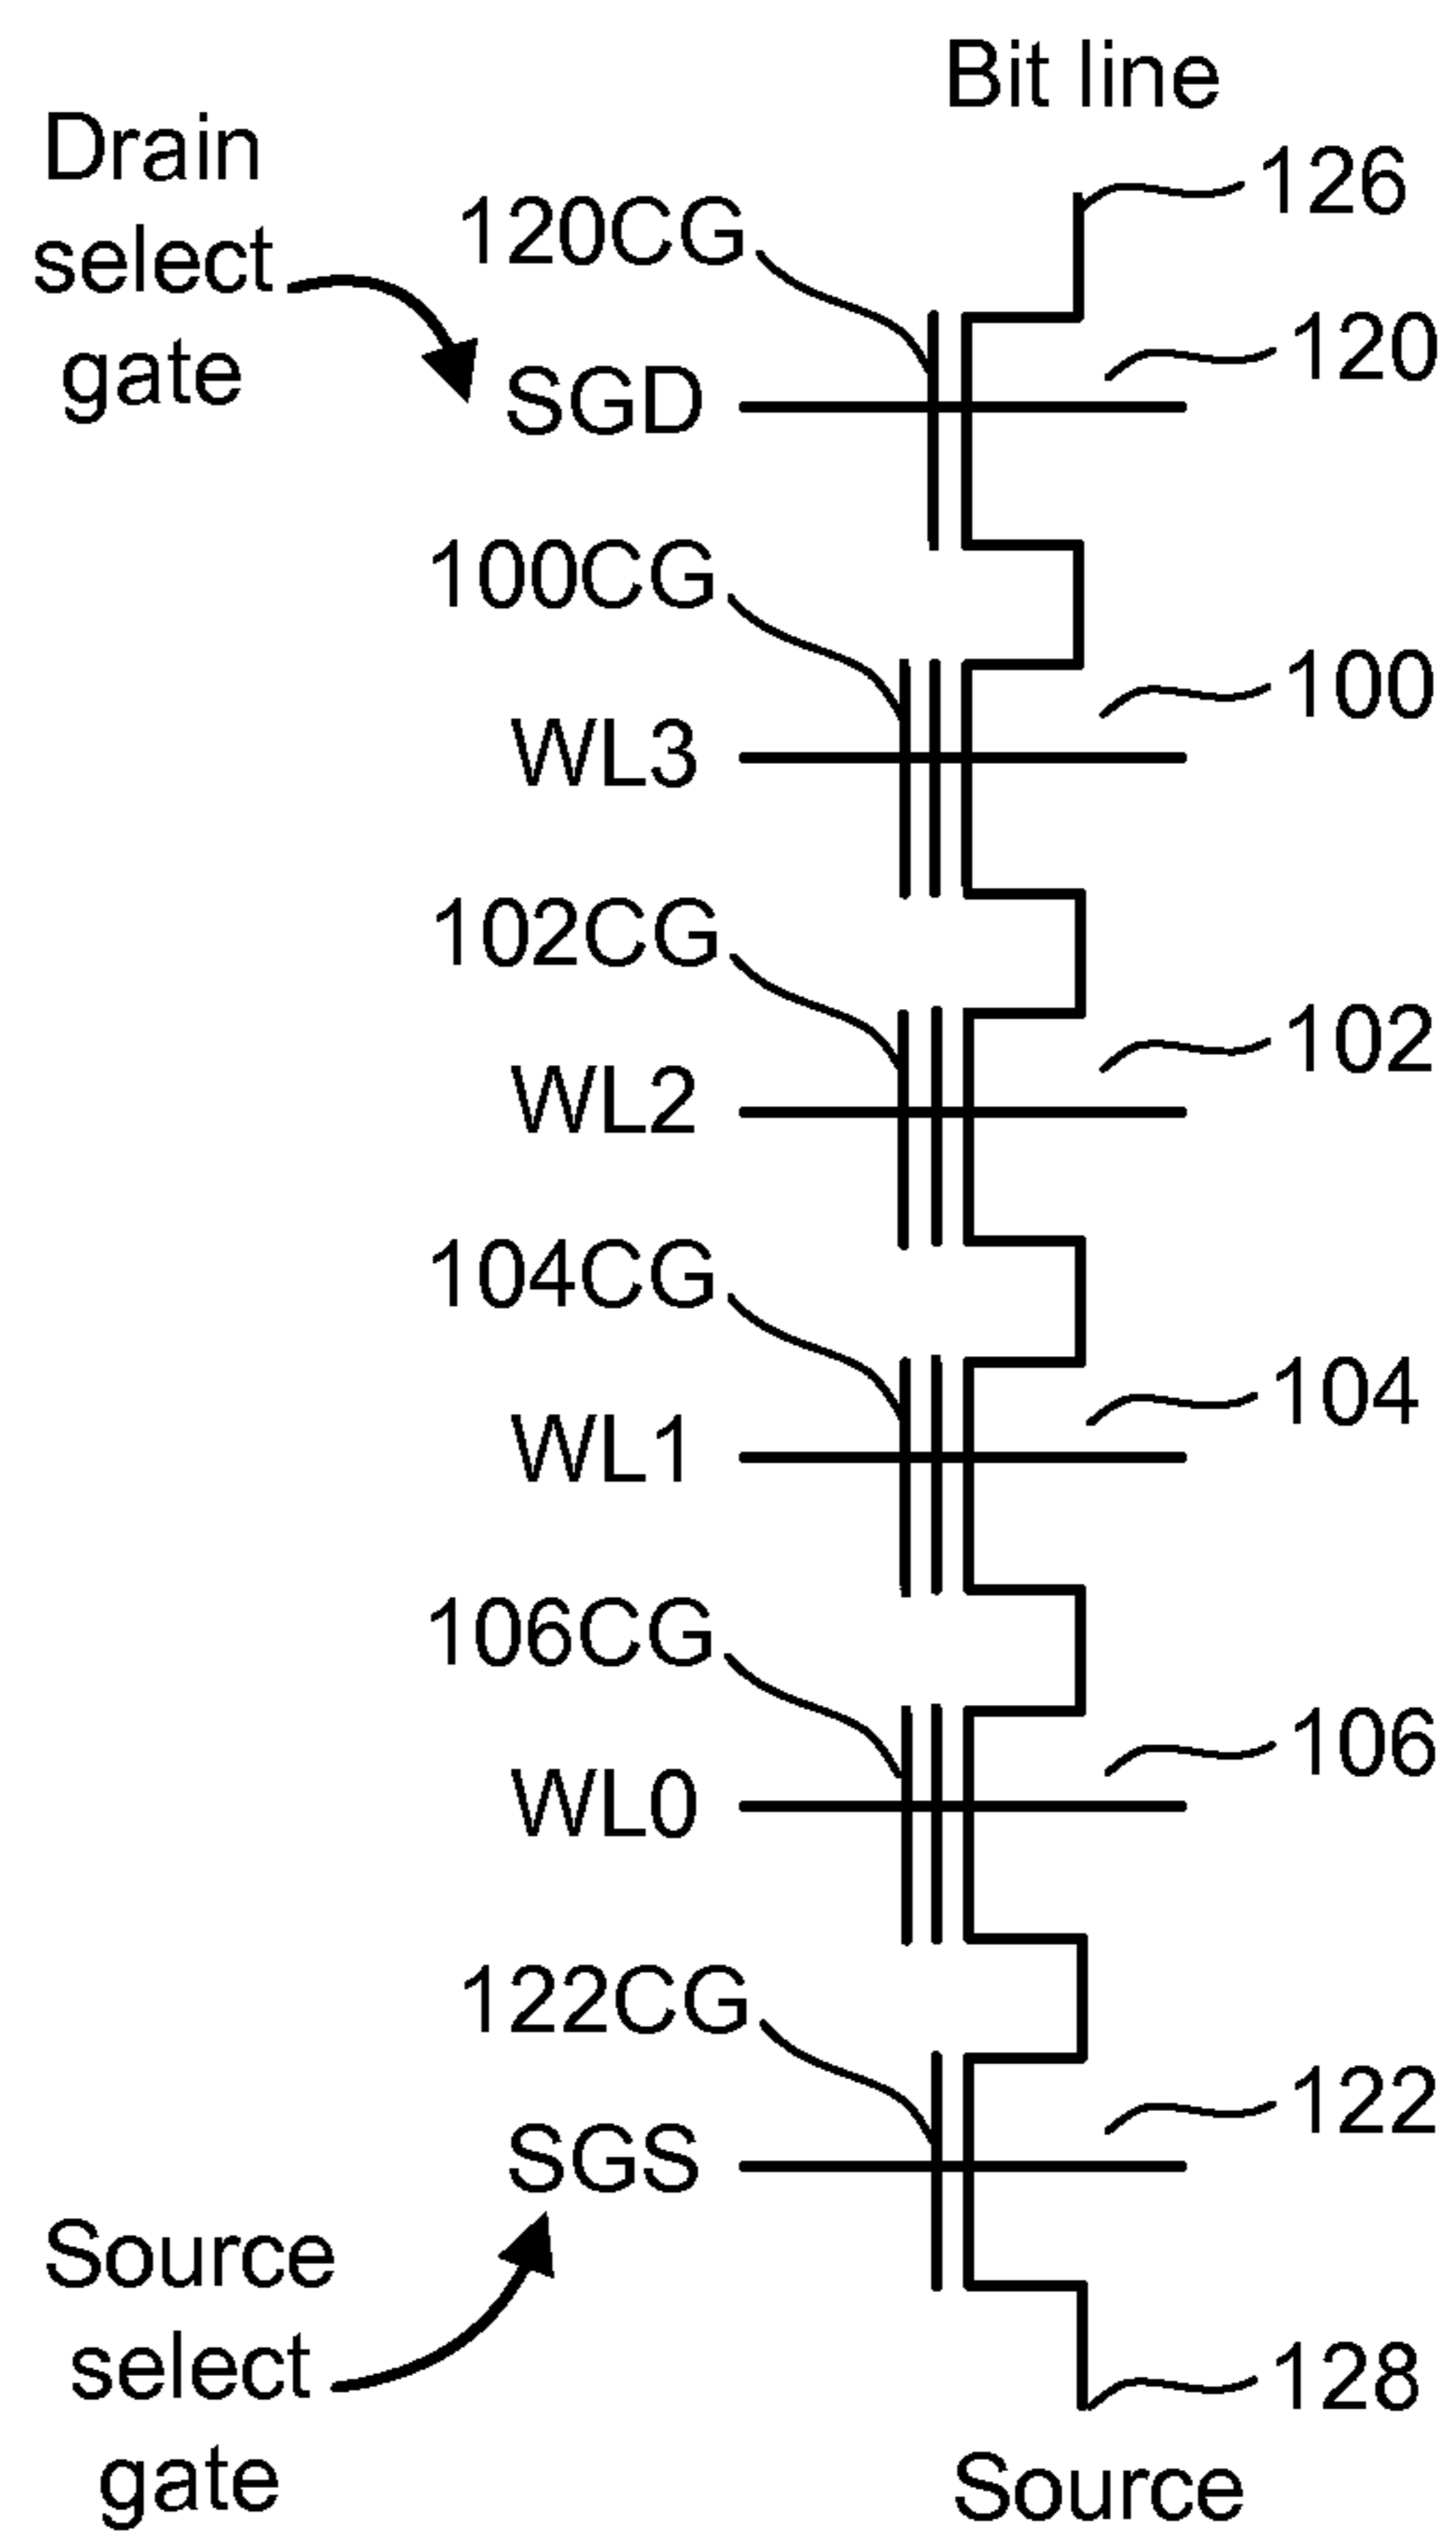 Bit line
126
Drain
select
gate
120CG
120
SGD
100CG
100
WL3
102CG
102
WL2
104CG
104
WL1
106CG
106
WL0
122CG
122
SGS
Source
select
gate
128
Source